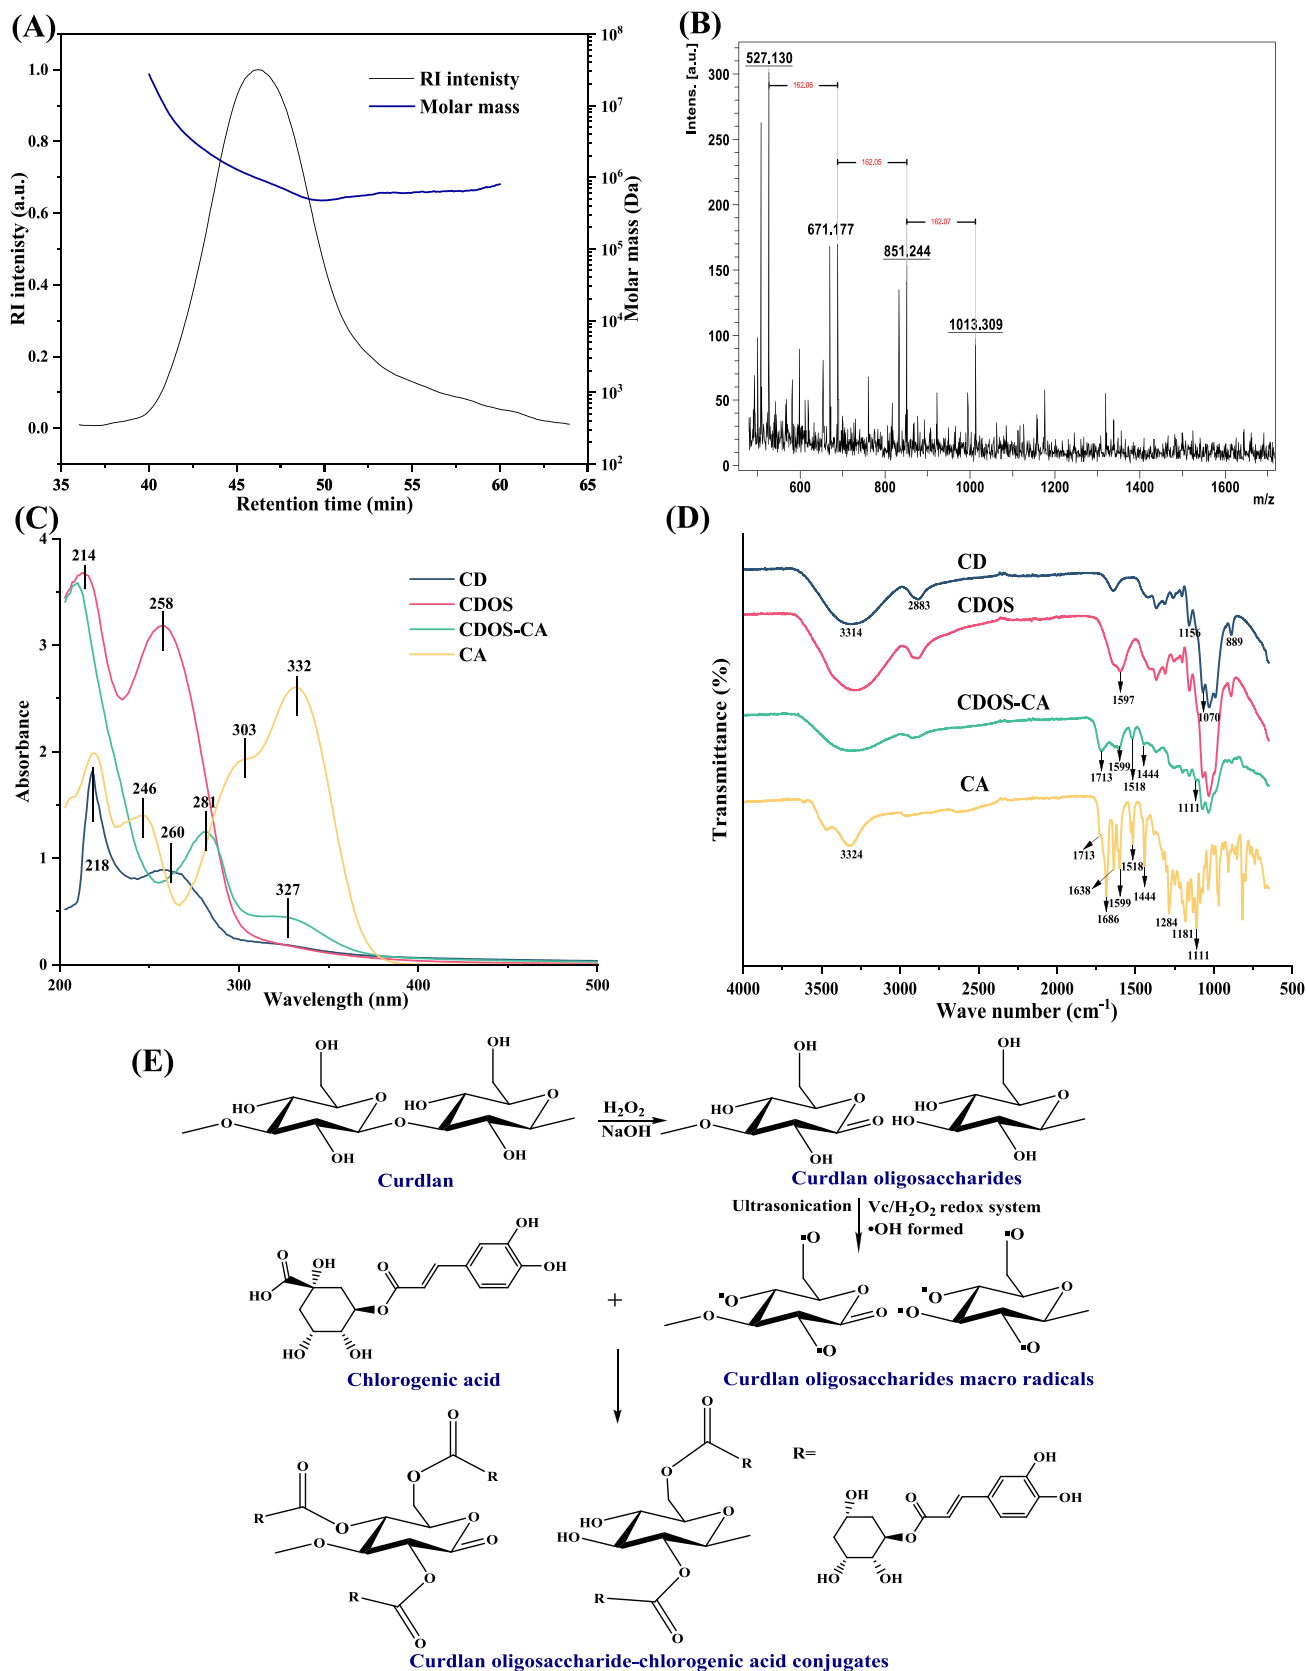 (A)
RI intenisty
Molar mass
RI intenisty (a.u.)
1.0
0.8
0.6
0.4
0.2
0.0
10⁸
10⁷
10⁶
10⁵
10⁴
10³
10²
Molar mass (Da)
35 40 45 50 55 60 65
Retention time (min)
(B)
Intens. [a.u.]
300
250
200
150
100
50
0
527.130
162.06
162.05
671.177
851.244
162.07
1013.309
600 800 1000 1200 1400 1600
m/z
(C)
Absorbance
4
3
2
1
0
214
258
332
303
246
281
260
218
327
CD
CDOS
CDOS-CA
CA
200 300 400 500
Wavelength (nm)
(D)
Transmittance (%)
CD
2883
3314
1156
889
1070
CDOS
1597
CDOS-CA
1713
1599
1518
1444
1111
CA
3324
1713
1638
1686
1599
1518
1444
1284
1181
1111
4000 3500 3000 2500 2000 1500 1000 500
Wave number (cm⁻¹)
(E)
OH
OH
HO
O
HO
O
O
O
OH
OH
Curdlan
H₂O₂
NaOH
OH
OH
HO
O
HO
O
O
O
HO
OH
OH
Curdlan oligosaccharides
Ultrasonication
Vc/H₂O₂ redox system
•OH formed
O
OH
HO
O
O
OH
OH
HO
OH
Chlorogenic acid
+
▪O
▪O
▪O
O
▪O
O
O
O
▪O
▪O
▪O
Curdlan oligosaccharides macro radicals
O
O
R
O
R
O
O
O
O
O
R
O
O
R
O
HO
O
HO
O
R
O
R=
OH
O
O
OH
OH
HO
OH
Curdlan oligosaccharide-chlorogenic acid conjugates